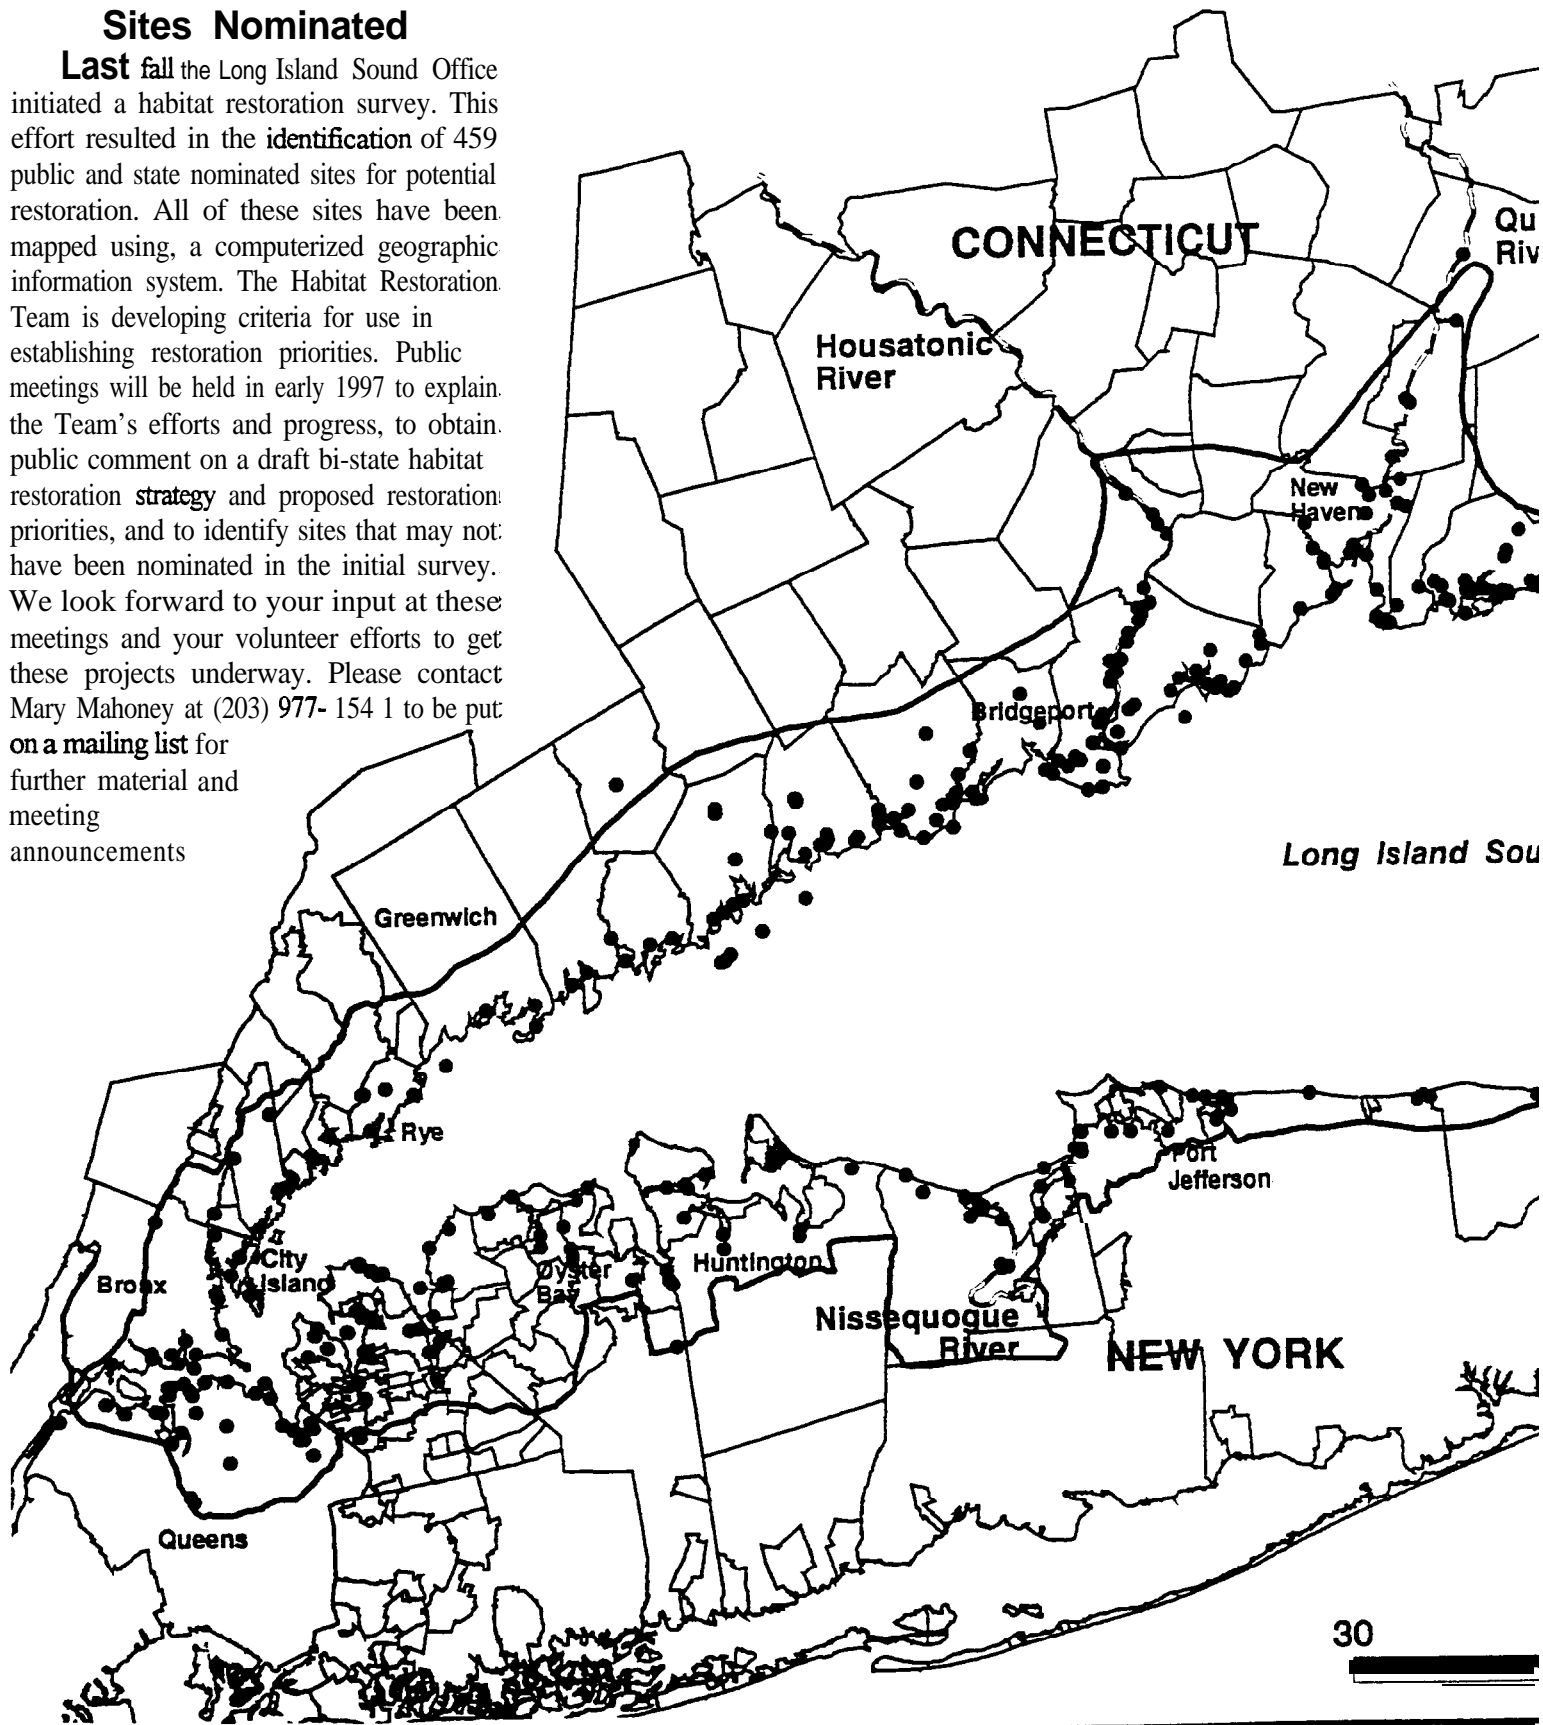 Sites Nominated
Last fall the Long Island Sound Office
initiated a habitat restoration survey. This
effort resulted in the identification of 459
public and state nominated sites for potential
restoration. All of these sites have been
mapped using, a computerized geographic
information system. The Habitat Restoration
Team is developing criteria for use in
establishing restoration priorities. Public
meetings will be held in early 1997 to explain
the Team's efforts and progress, to obtain
public comment on a draft bi-state habitat
restoration strategy and proposed restoration
priorities, and to identify sites that may not
have been nominated in the initial survey.
We look forward to your input at these
meetings and your volunteer efforts to get
these projects underway. Please contact
Mary Mahoney at (203) 977- 154 1 to be put
on a mailing list for
further material and
meeting
announcements
CONNECTICUT
Qu
Riv
Housatonic
River
New
Haven
Bridgeport
Long Island Sou
Greenwich
Rye
Port
Jefferson
City
Island
Bronx
Oyster
Bay
Huntington
Nissequogue
River
NEW YORK
Queens
30